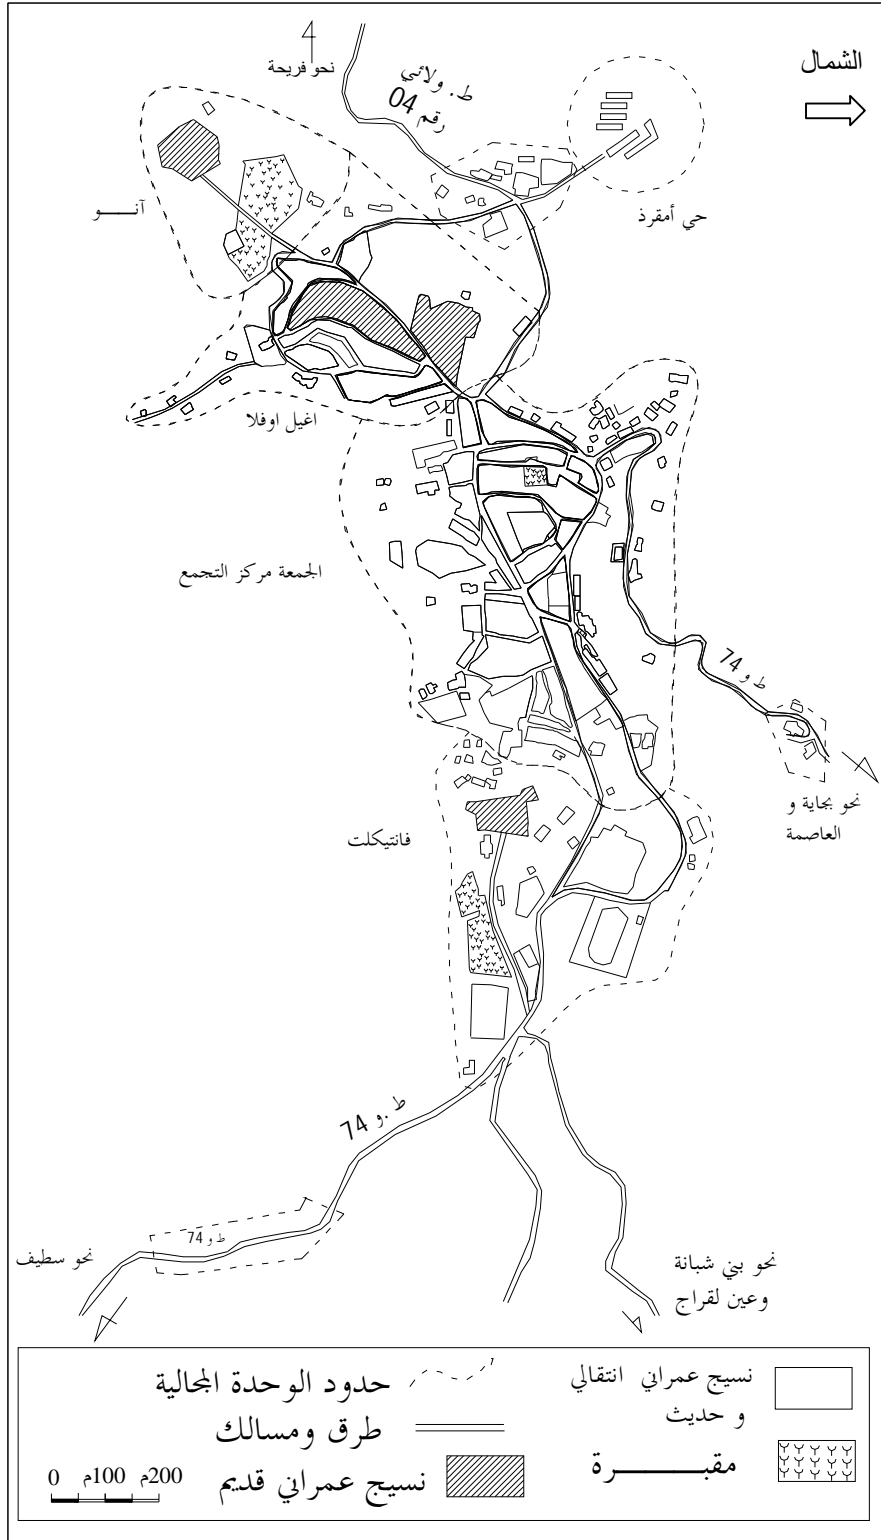 نحو فريحة
ط. ولائي
رقم 04
الشمال
آنــــو
حي أمقرذ
اغيل اوفلا
الجمعة مركز التجمع
ط و 74
نحو بجاية و
العاصمة
فانتيكلت
ط .و 74
ط و 74
نحو سطيف
نحو بني شبانة
وعين لقراج
حدود الوحدة المجالية
نسيج عمراني انتقالي
و حديث
طرق ومسالك
مقبـــــــــرة
نسيج عمراني قديم
0 100م 200م